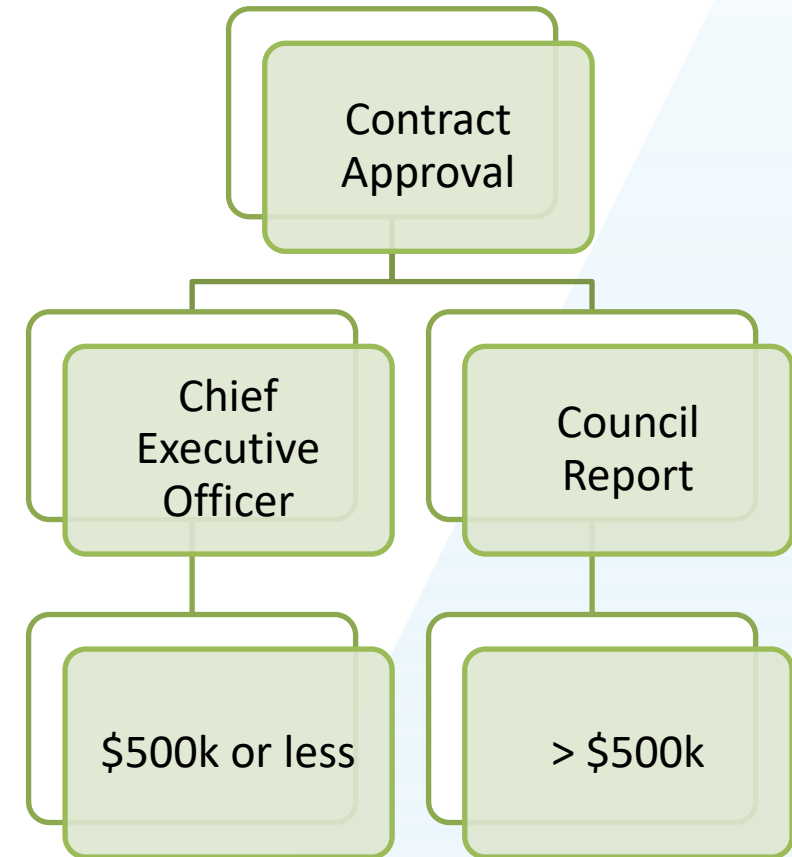 Contract
Approval
Chief
Executive
Officer
Council
Report
$500k or less
> $500k